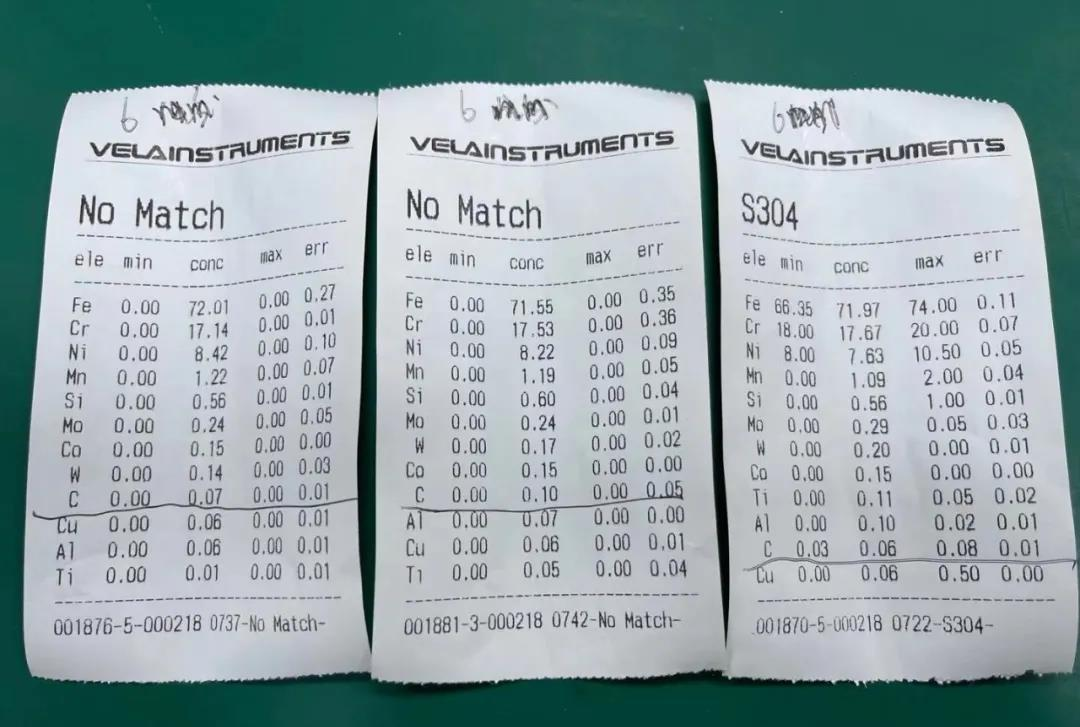 6
VELAINSTRUMENTS
No Match
ele min conc max err
Fe 0.00 72.01 0.00 0.27
Cr 0.00 17.14 0.00 0.01
Ni 0.00 8.42 0.00 0.10
Mn 0.00 1.22 0.00 0.07
Si 0.00 0.56 0.00 0.01
Mo 0.00 0.24 0.00 0.05
Co 0.00 0.15 0.00 0.00
W 0.00 0.14 0.00 0.03
C 0.00 0.07 0.00 0.01
Cu 0.00 0.06 0.00 0.01
Al 0.00 0.06 0.00 0.01
Ti 0.00 0.01 0.00 0.01
001876-5-000218 0737-No Match-
6
VELAINSTRUMENTS
No Match
ele min conc max err
Fe 0.00 71.55 0.00 0.35
Cr 0.00 17.53 0.00 0.36
Ni 0.00 8.22 0.00 0.09
Mn 0.00 1.19 0.00 0.05
Si 0.00 0.60 0.00 0.04
Mo 0.00 0.24 0.00 0.01
W 0.00 0.17 0.00 0.02
Co 0.00 0.15 0.00 0.00
C 0.00 0.10 0.00 0.05
Al 0.00 0.07 0.00 0.00
Cu 0.00 0.06 0.00 0.01
Ti 0.00 0.05 0.00 0.04
001881-3-000218 0742-No Match-
6
VELAINSTRUMENTS
S304
ele min conc max err
Fe 66.35 71.97 74.00 0.11
Cr 18.00 17.67 20.00 0.07
Ni 8.00 7.63 10.50 0.05
Mn 0.00 1.09 2.00 0.04
Si 0.00 0.56 1.00 0.01
Mo 0.00 0.29 0.05 0.03
W 0.00 0.20 0.00 0.01
Co 0.00 0.15 0.00 0.00
Ti 0.00 0.11 0.05 0.02
Al 0.00 0.10 0.02 0.01
C 0.03 0.06 0.08 0.01
Cu 0.00 0.06 0.50 0.00
001870-5-000218 0722-S304-